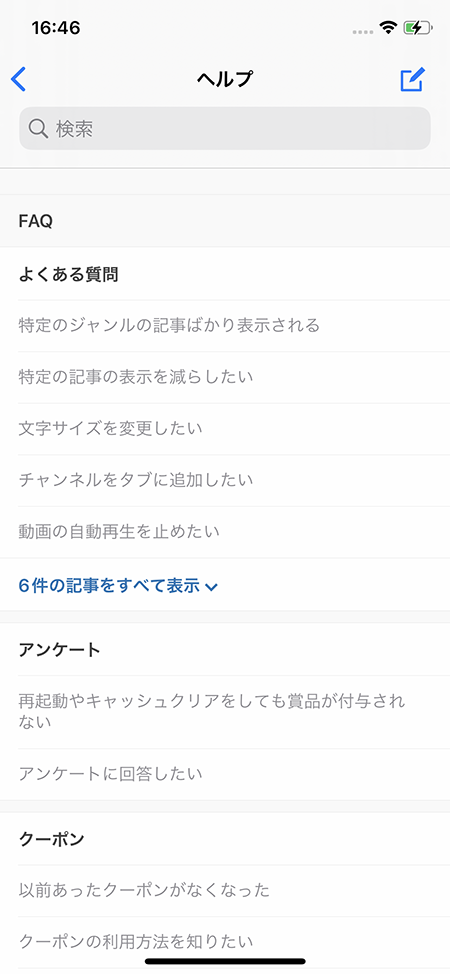 16:46
ヘルプ
検索
FAQ
よくある質問
特定のジャンルの記事ばかり表示される
特定の記事の表示を減らしたい
文字サイズを変更したい
チャンネルをタブに追加したい
動画の自動再生を止めたい
6件の記事をすべて表示
アンケート
再起動やキャッシュクリアをしても賞品が付与され
ない
アンケートに回答したい
クーポン
以前あったクーポンがなくなった
クーポンの利用方法を知りたい